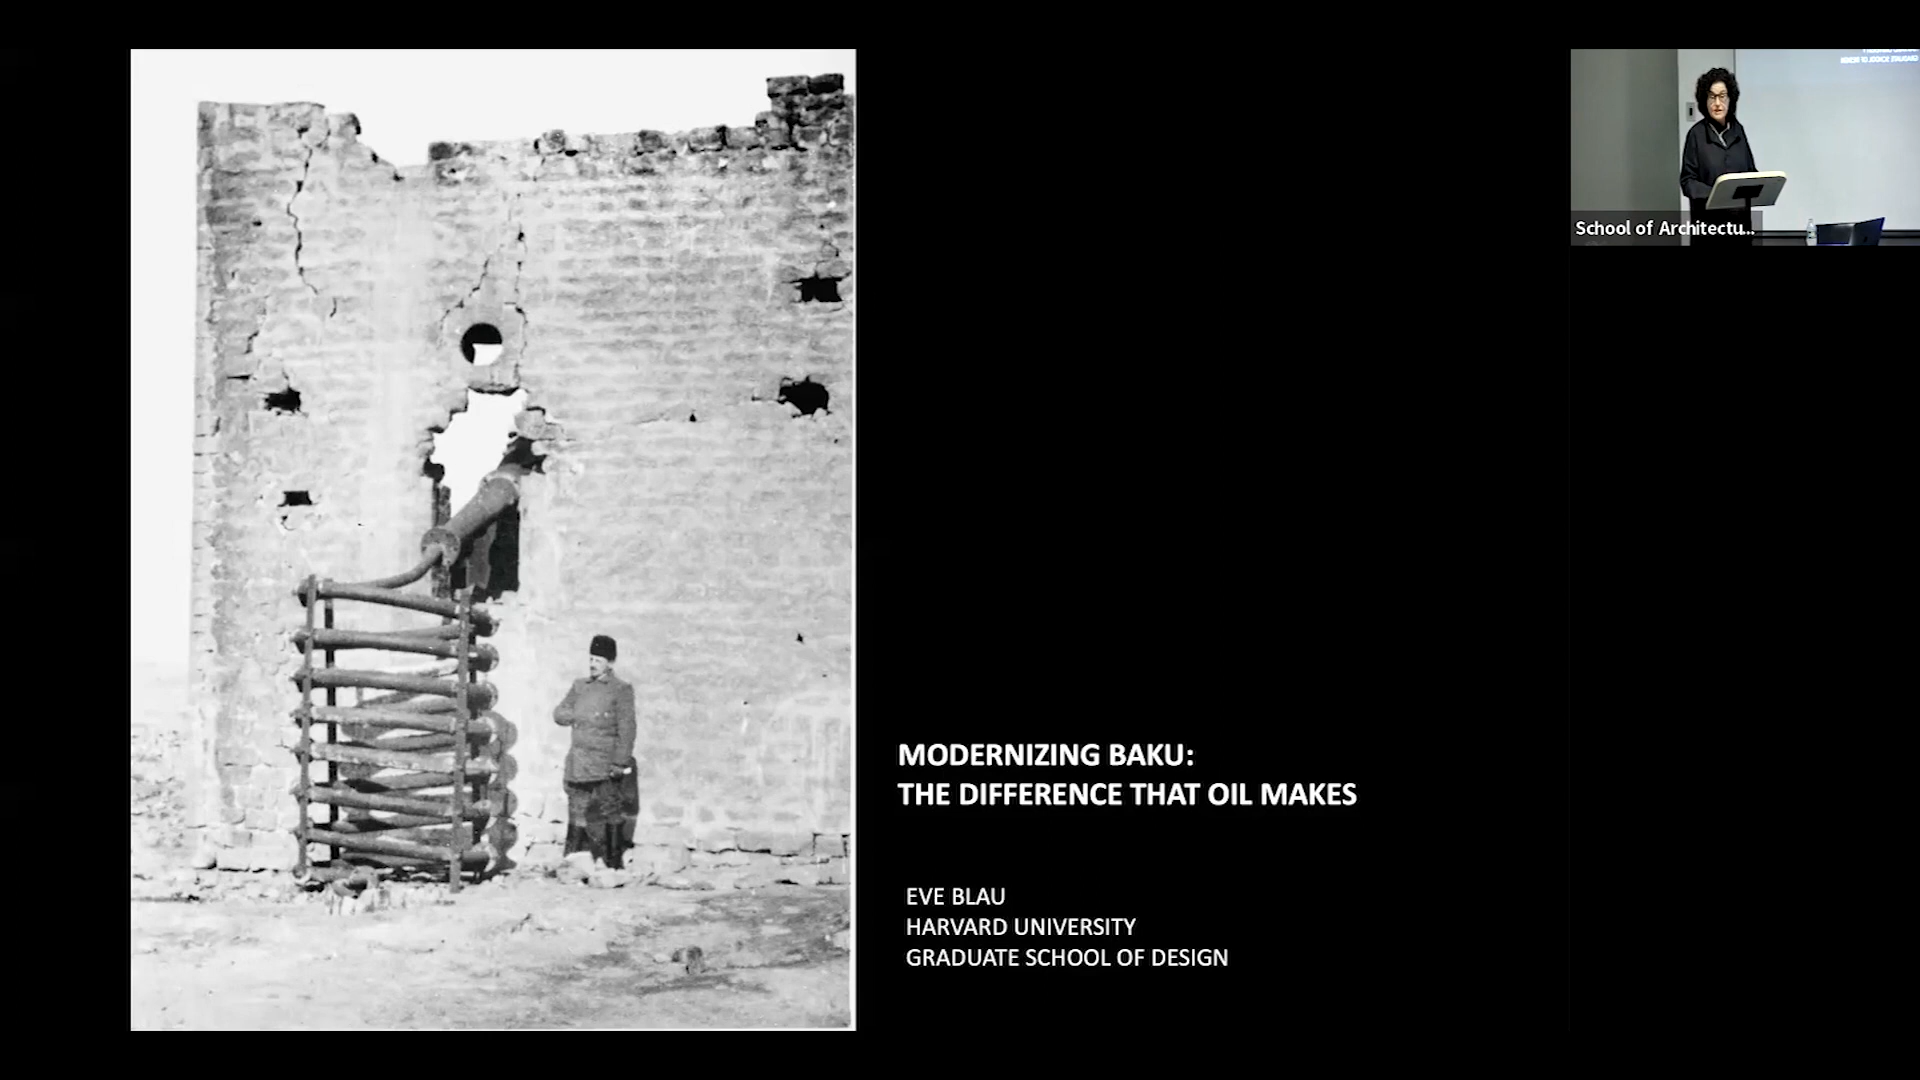 MODERNIZING BAKU:
THE DIFFERENCE THAT OIL MAKES
EVE BLAU
HARVARD UNIVERSITY
GRADUATE SCHOOL OF DESIGN
School of Architectu...